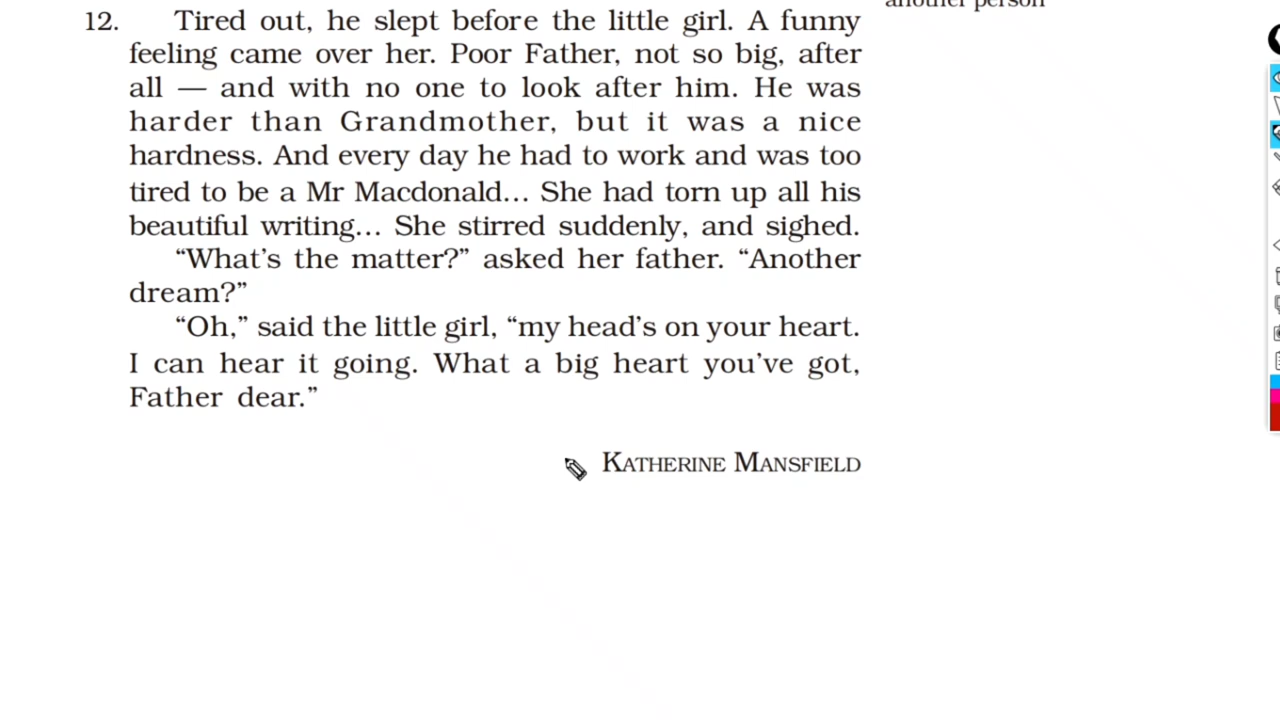 another person
12. Tired out, he slept before the little girl. A funny
feeling came over her. Poor Father, not so big, after
all — and with no one to look after him. He was
harder than Grandmother, but it was a nice
hardness. And every day he had to work and was too
tired to be a Mr Macdonald... She had torn up all his
beautiful writing... She stirred suddenly, and sighed.
“What’s the matter?” asked her father. “Another
dream?”
“Oh,” said the little girl, “my head’s on your heart.
I can hear it going. What a big heart you’ve got,
Father dear.”
KATHERINE MANSFIELD